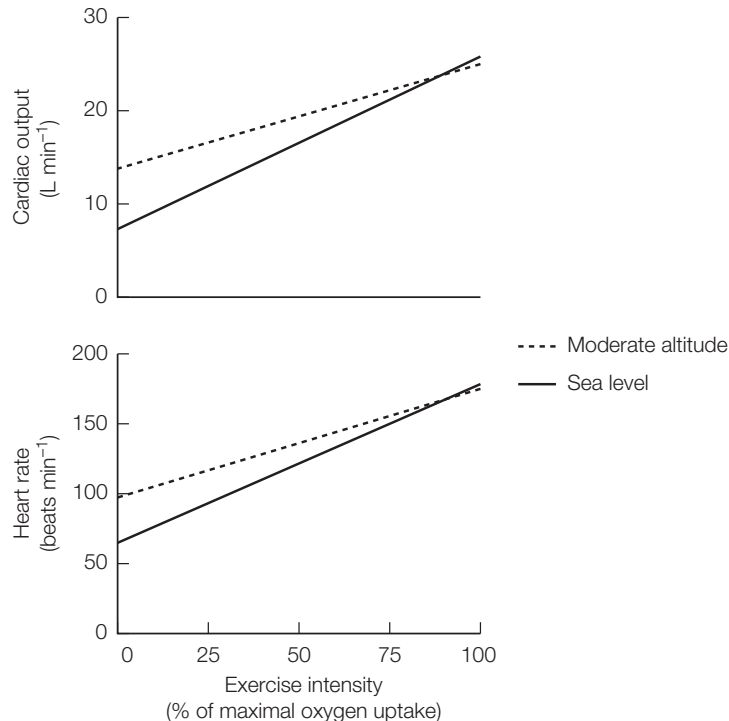 30
20
10
0
Cardiac output
(L min⁻¹)
200
150
100
50
0
Heart rate
(beats min⁻¹)
0 25 50 75 100
Exercise intensity
(% of maximal oxygen uptake)
Moderate altitude
Sea level